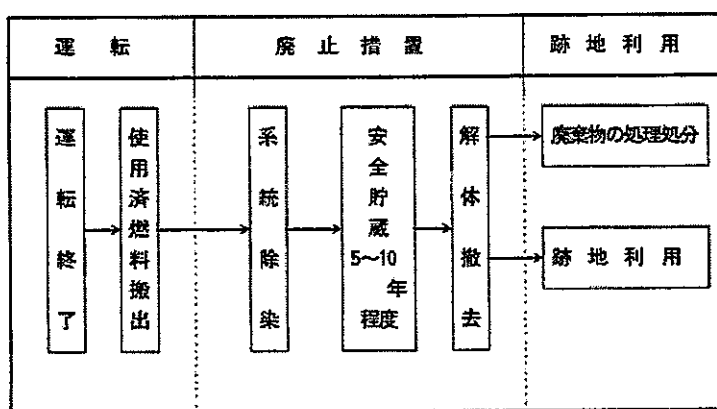 運転
廃止措置
跡地利用
運転終了
使用済燃料搬出
系統除染
安全貯蔵
5〜10
年
程度
解体撤去
廃棄物の処理処分
跡地利用